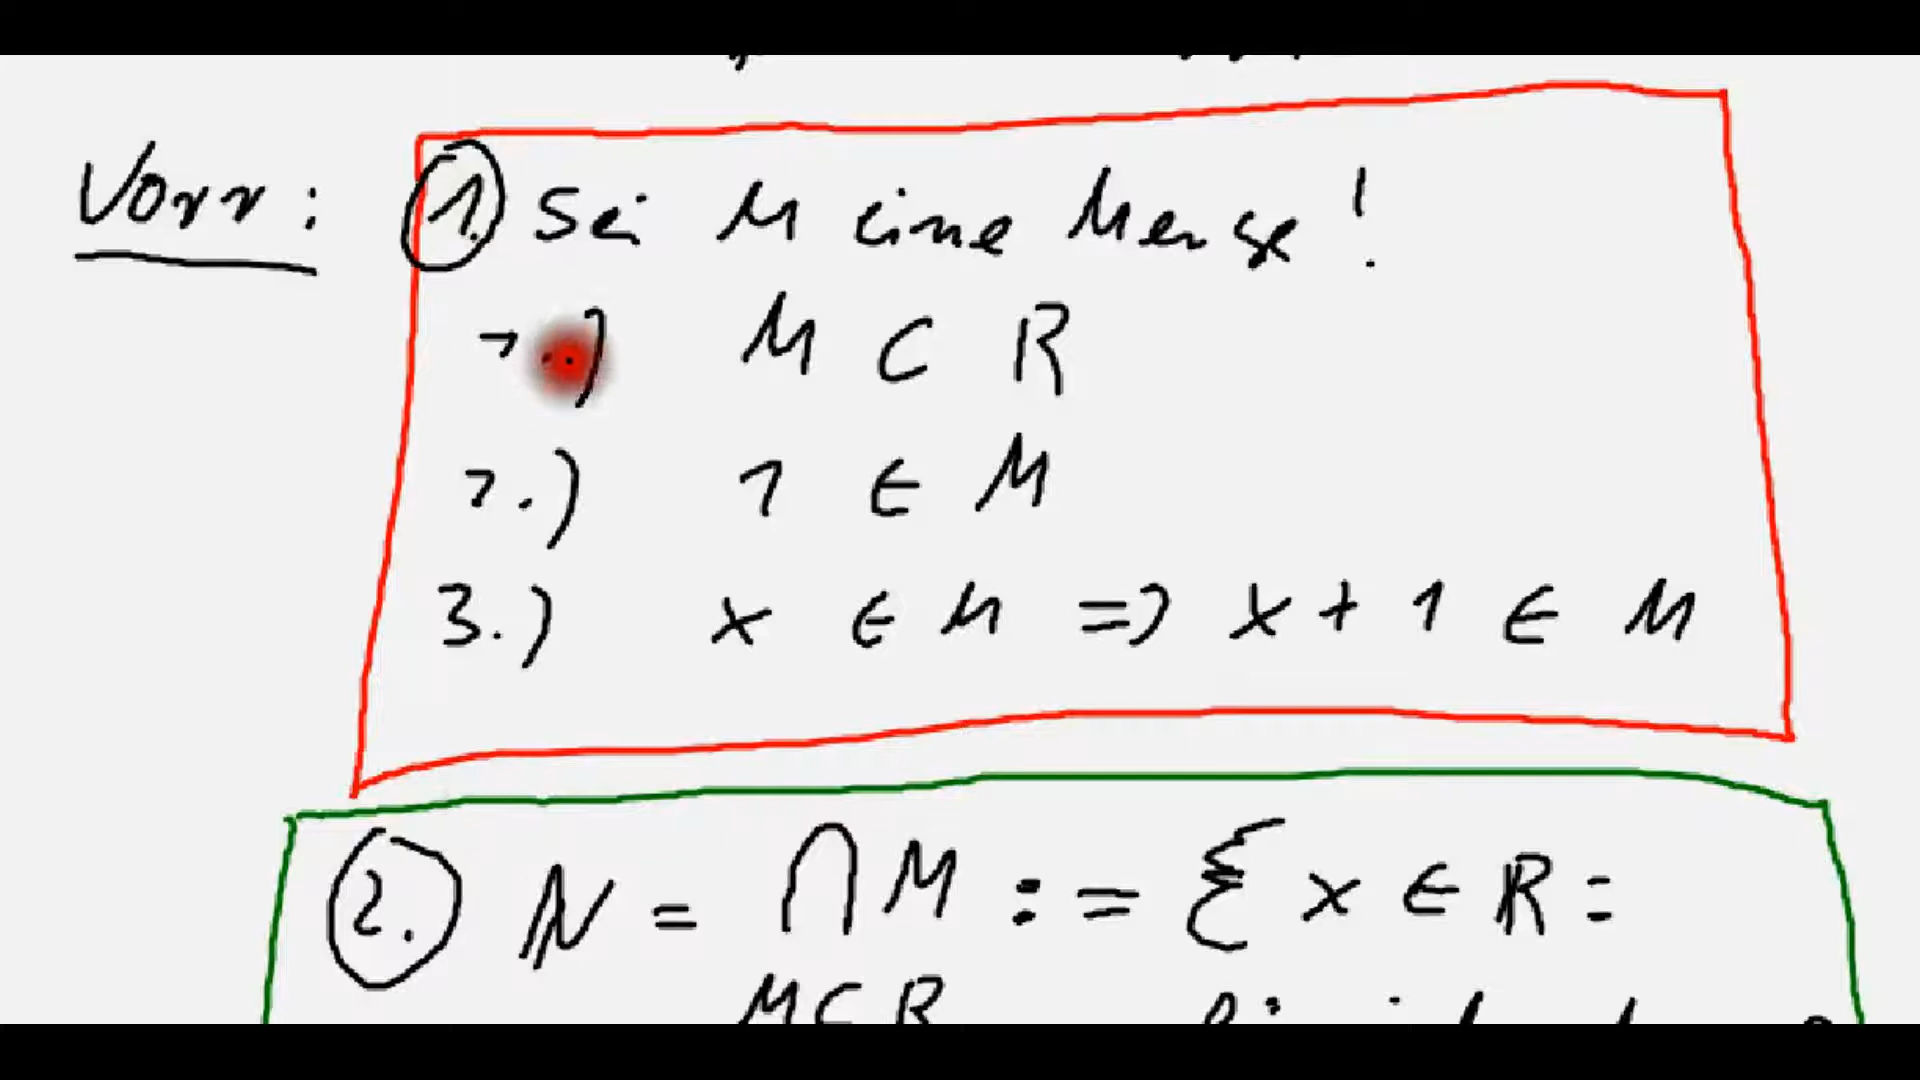 Vorr: 1. Sei M eine Menge!
1.) M ⊂ R
2.) 1 ∈ M
3.) x ∈ M => x + 1 ∈ M
2. N = ⋂ M := { x ∈ R :
M ⊂ R